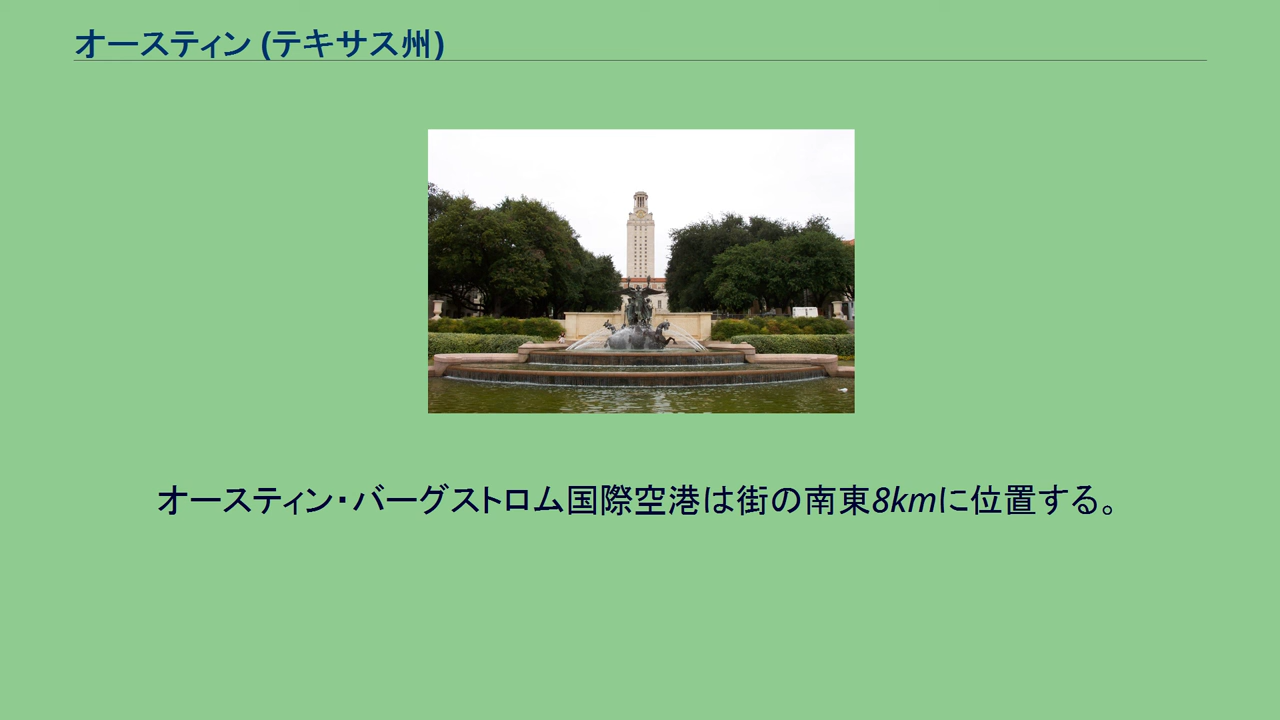 オースティン (テキサス州)
オースティン・バーグストロム国際空港は街の南東8kmに位置する。